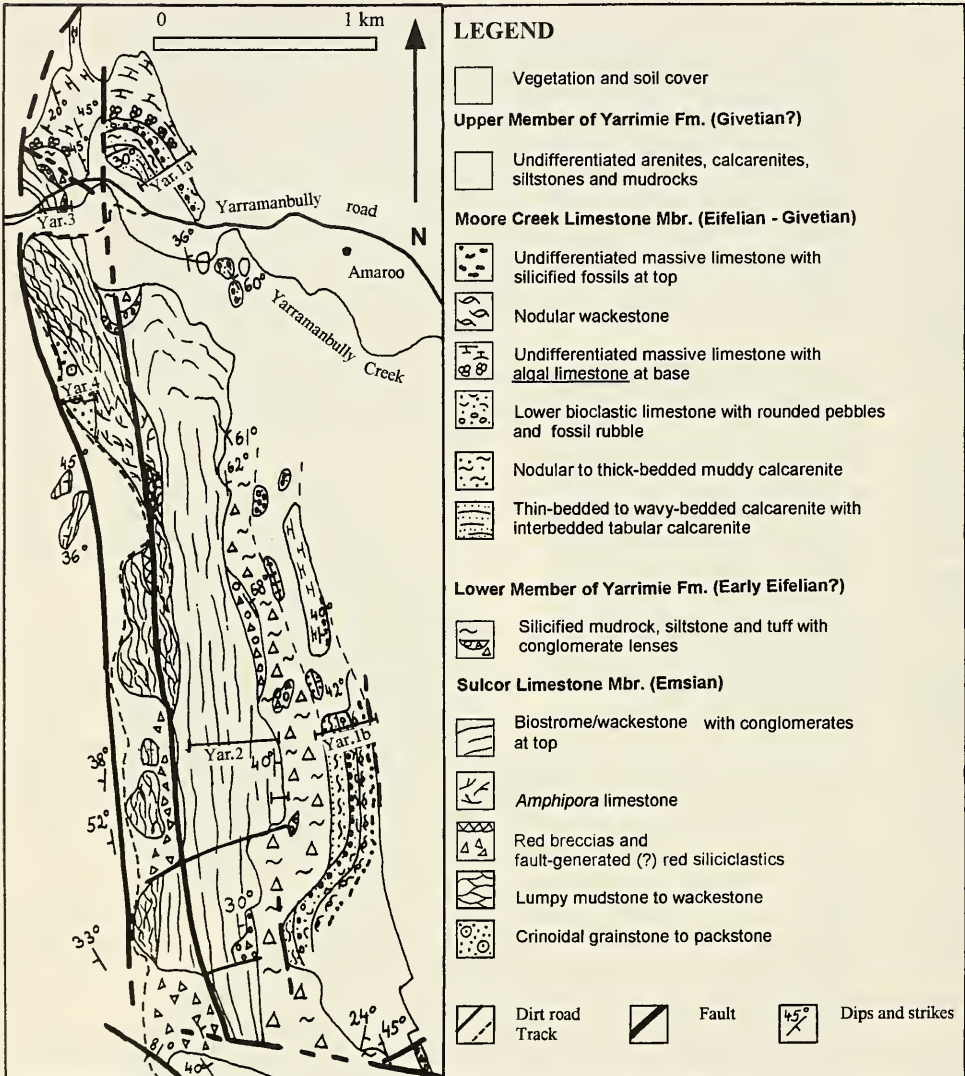 0 1 km
20°
45°
45°
30°
Yar.1a
Yar.3
Yarramanbully road
N
36°
Amaroo
60°
Yarramanbully
Creek
Yar.4
61°
62°
45°
36°
68°
40°
42°
Yar.1b
Yar.2
40°
38°
52°
30°
33°
24°
45°
81°
40°
LEGEND
Vegetation and soil cover
Upper Member of Yarrimie Fm. (Givetian?)
Undifferentiated arenites, calcarenites,
siltstones and mudrocks
Moore Creek Limestone Mbr. (Eifelian - Givetian)
Undifferentiated massive limestone with
silicified fossils at top
Nodular wackestone
Undifferentiated massive limestone with
algal limestone at base
Lower bioclastic limestone with rounded pebbles
and fossil rubble
Nodular to thick-bedded muddy calcarenite
Thin-bedded to wavy-bedded calcarenite with
interbedded tabular calcarenite
Lower Member of Yarrimie Fm. (Early Eifelian?)
Silicified mudrock, siltstone and tuff with
conglomerate lenses
Sulcor Limestone Mbr. (Emsian)
Biostrome/wackestone with conglomerates
at top
Amphipora limestone
Red breccias and
fault-generated (?) red siliciclastics
Lumpy mudstone to wackestone
Crinoidal grainstone to packstone
Dirt road
Track
Fault
45°
Dips and strikes